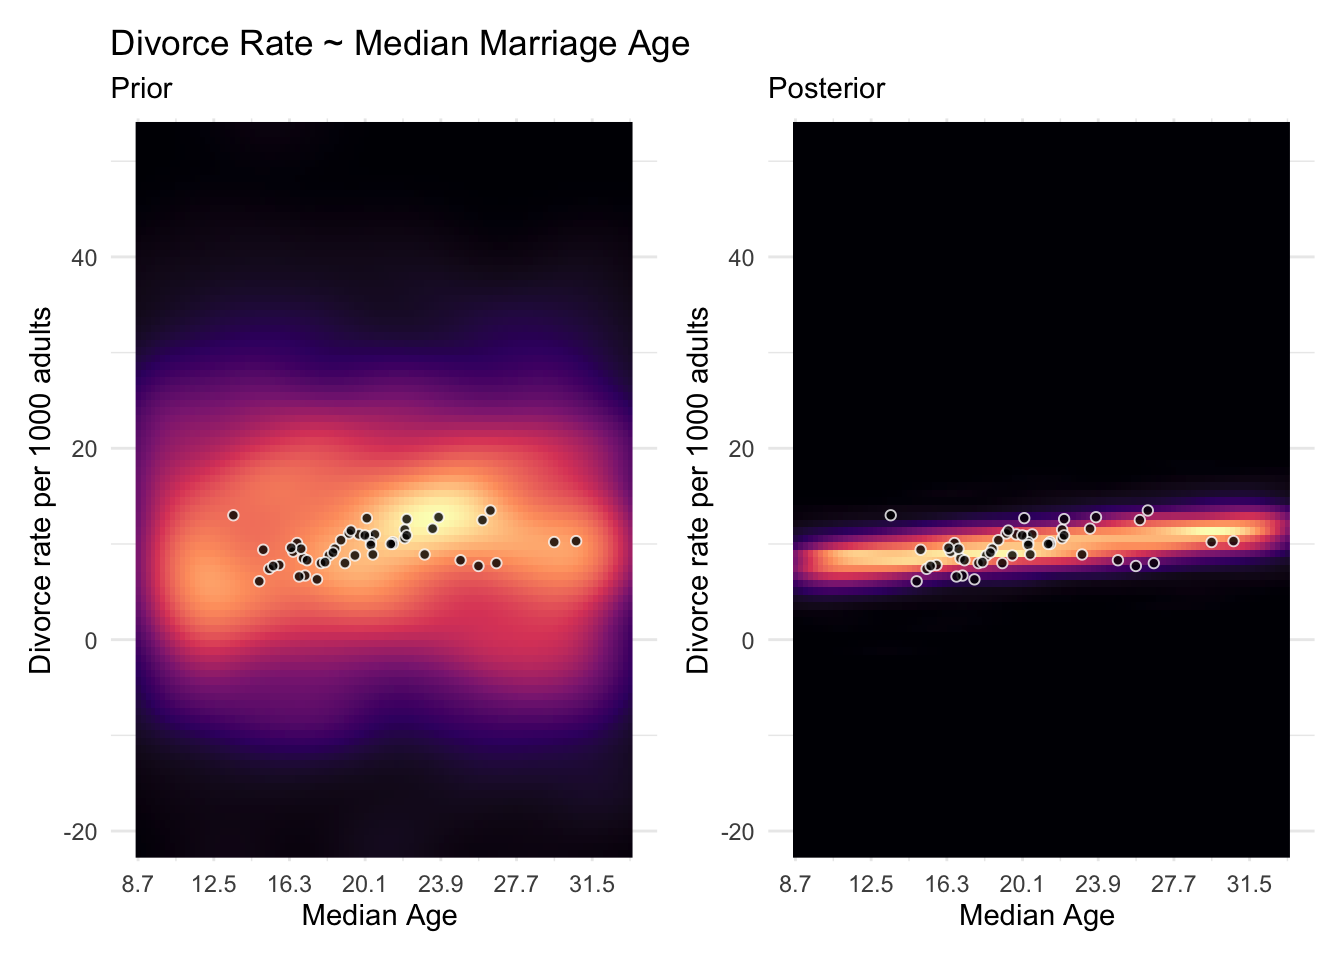 Divorce Rate ~ Median Marriage Age
Prior
Divorce rate per 1000 adults
40
20
0
-20
8.7 12.5 16.3 20.1 23.9 27.7 31.5
Median Age
Posterior
Divorce rate per 1000 adults
40
20
0
-20
8.7 12.5 16.3 20.1 23.9 27.7 31.5
Median Age